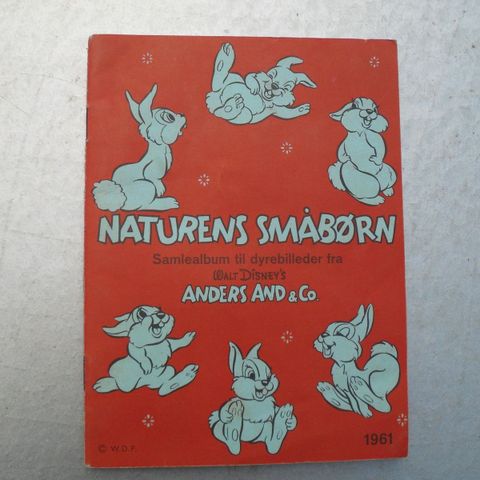 NATURENS SMÅBØRN
Samlealbum til dyrebilleder fra
WALT DISNEY'S
ANDERS AND & Co.
© W.D.P.
1961